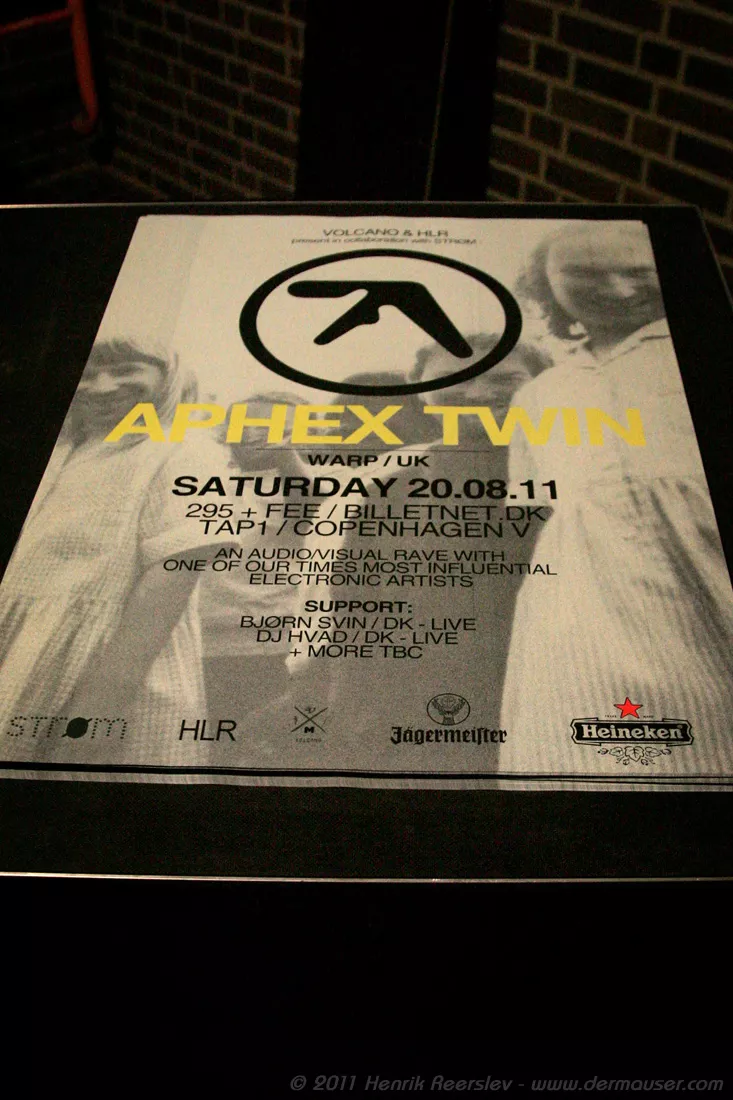 VOLCANO & HLR
present in collaboration with STRØM
APHEX TWIN
WARP / UK
SATURDAY 20.08.11
295 + FEE / BILLETNET.DK
TAP1 / COPENHAGEN V
AN AUDIO/VISUAL RAVE WITH
ONE OF OUR TIMES MOST INFLUENTIAL
ELECTRONIC ARTISTS
SUPPORT:
BJØRN SVIN / DK - LIVE
DJ HVAD / DK - LIVE
+ MORE TBC
STRØM
HLR
M
Jägermeister
Heineken
© 2011 Henrik Reerslev - www.dermauser.com